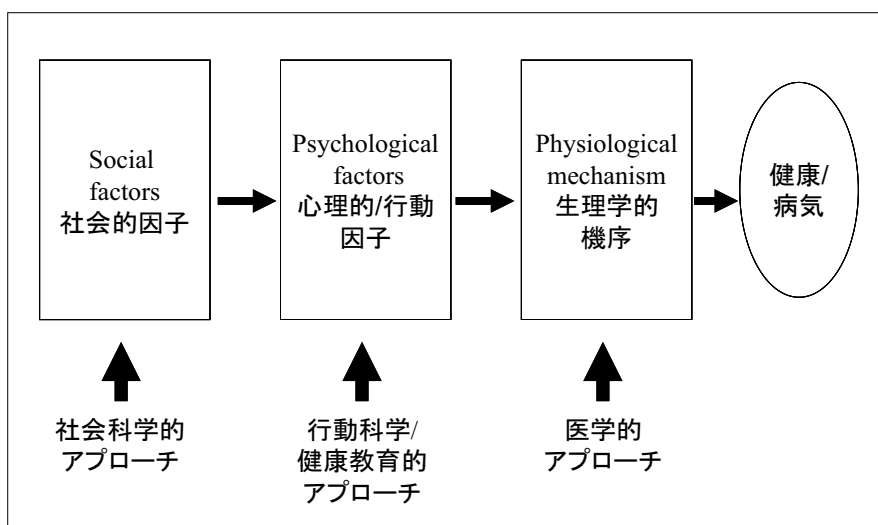 Social
factors
社会的因子
Psychological
factors
心理的/行動
因子
Physiological
mechanism
生理学的
機序
健康/
病気
社会科学的
アプローチ
行動科学/
健康教育的
アプローチ
医学的
アプローチ